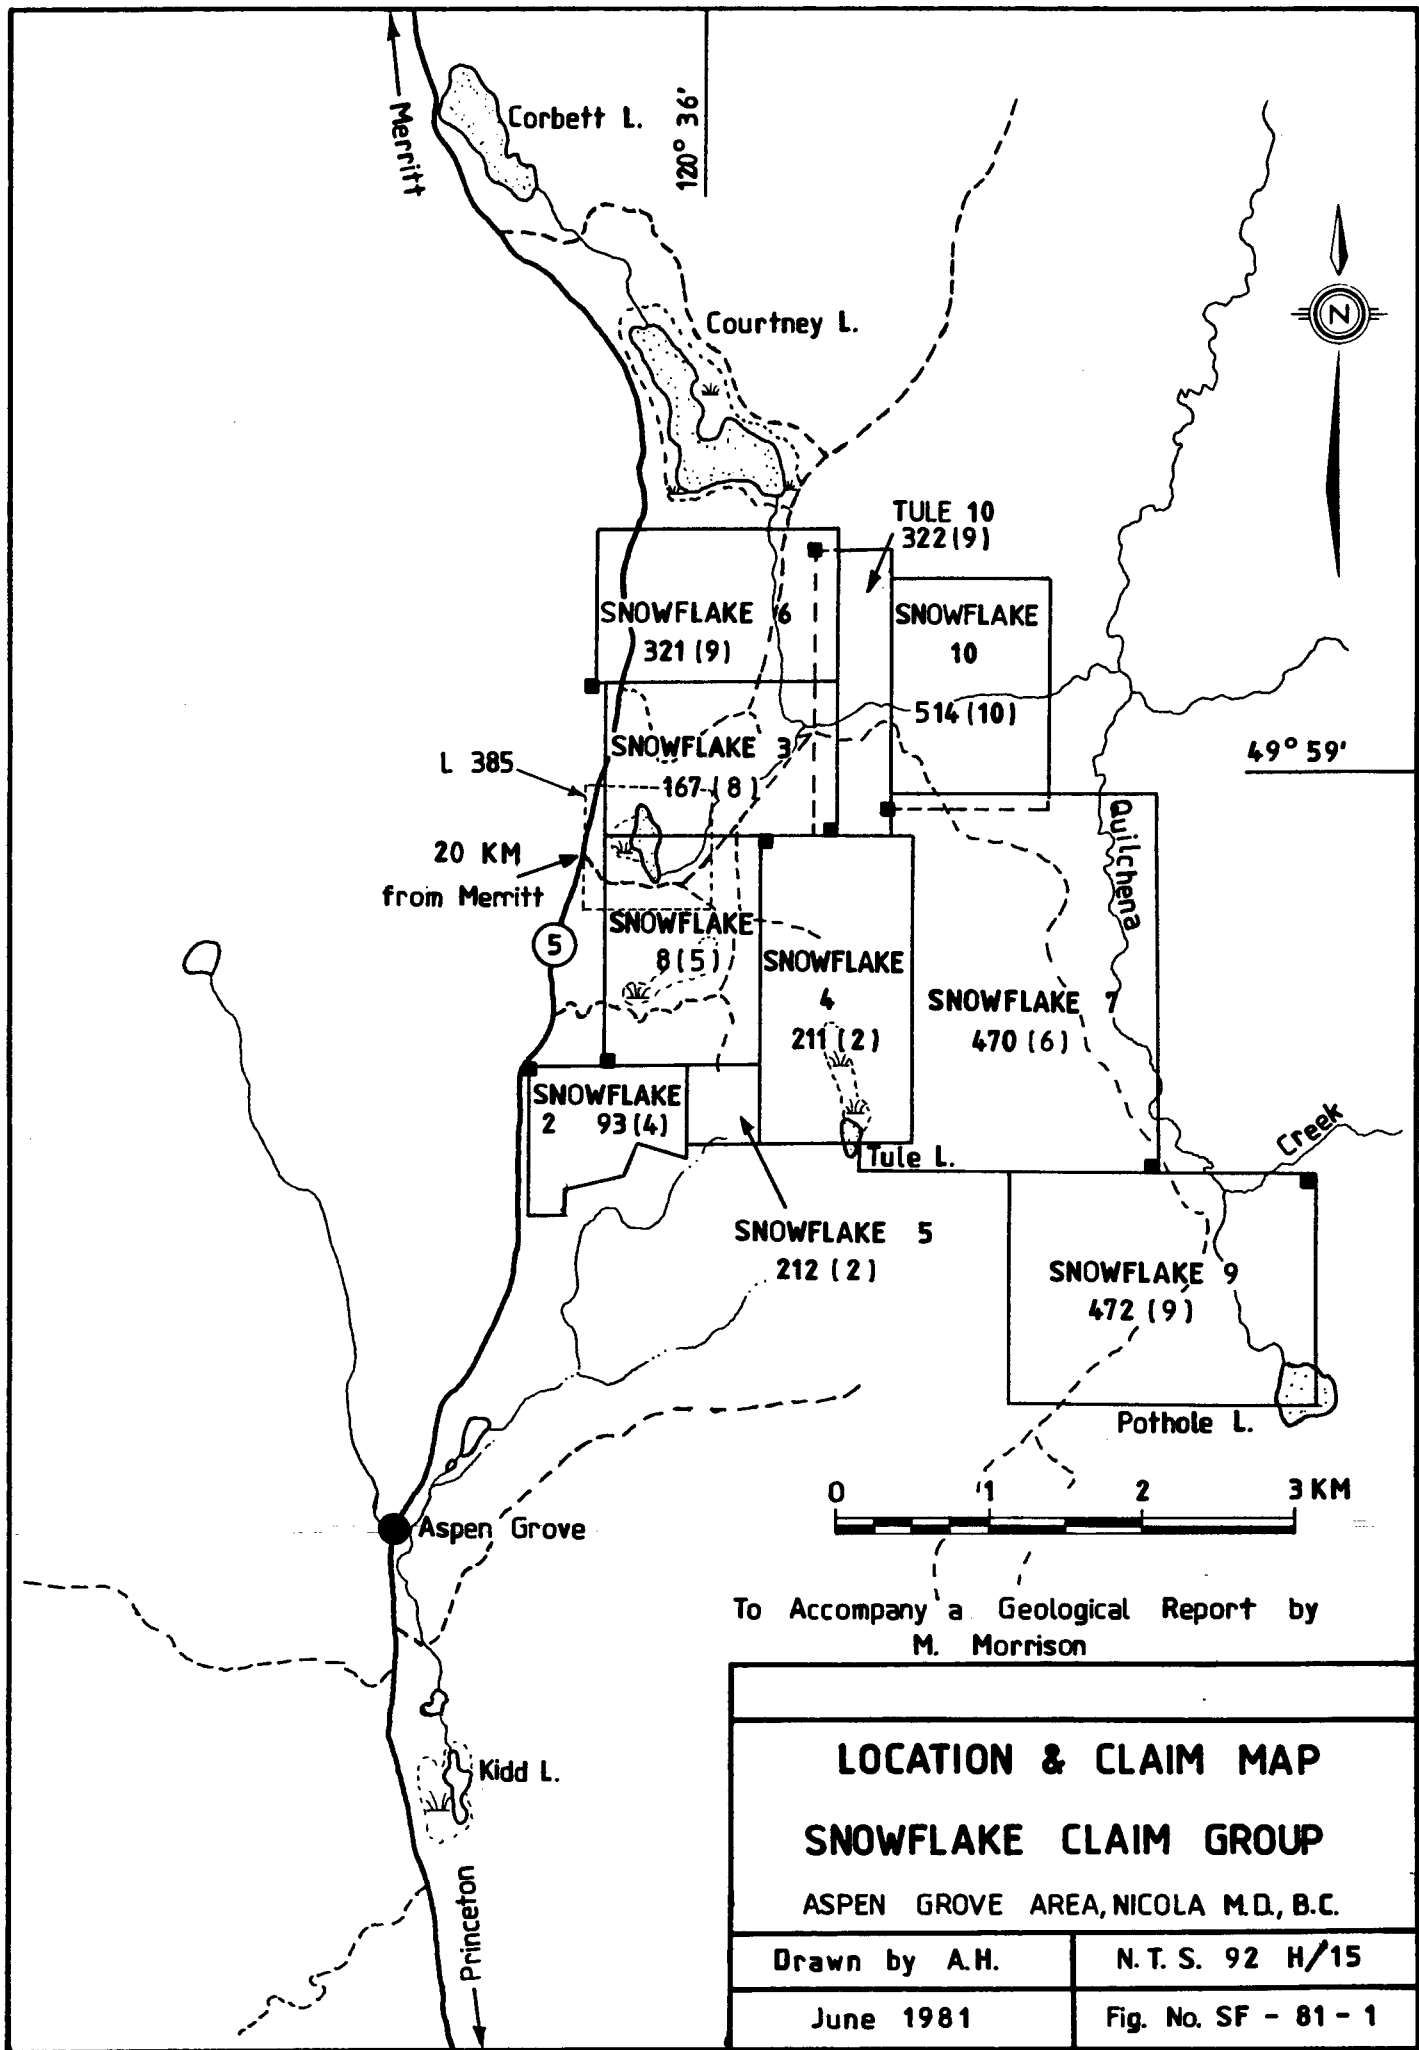 Merritt
Corbett L.
120° 36'
Courtney L.
N
TULE 10
322 (9)
SNOWFLAKE 6
321 (9)
SNOWFLAKE
10
514 (10)
SNOWFLAKE 3
167 (8)
L 385
49° 59'
20 KM
from Merritt
Quilchena
5
SNOWFLAKE
8 (5)
SNOWFLAKE
4
211 (2)
SNOWFLAKE 7
470 (6)
SNOWFLAKE
2 93 (4)
Creek
Tule L.
SNOWFLAKE 5
212 (2)
SNOWFLAKE 9
472 (9)
Pothole L.
0 1 2 3 KM
Aspen Grove
To Accompany a Geological Report by
M. Morrison
Kidd L.
Princeton
LOCATION & CLAIM MAP
SNOWFLAKE CLAIM GROUP
ASPEN GROVE AREA, NICOLA M.D., B.C.
Drawn by A.H.
N.T.S. 92 H/15
June 1981
Fig. No. SF - 81 - 1